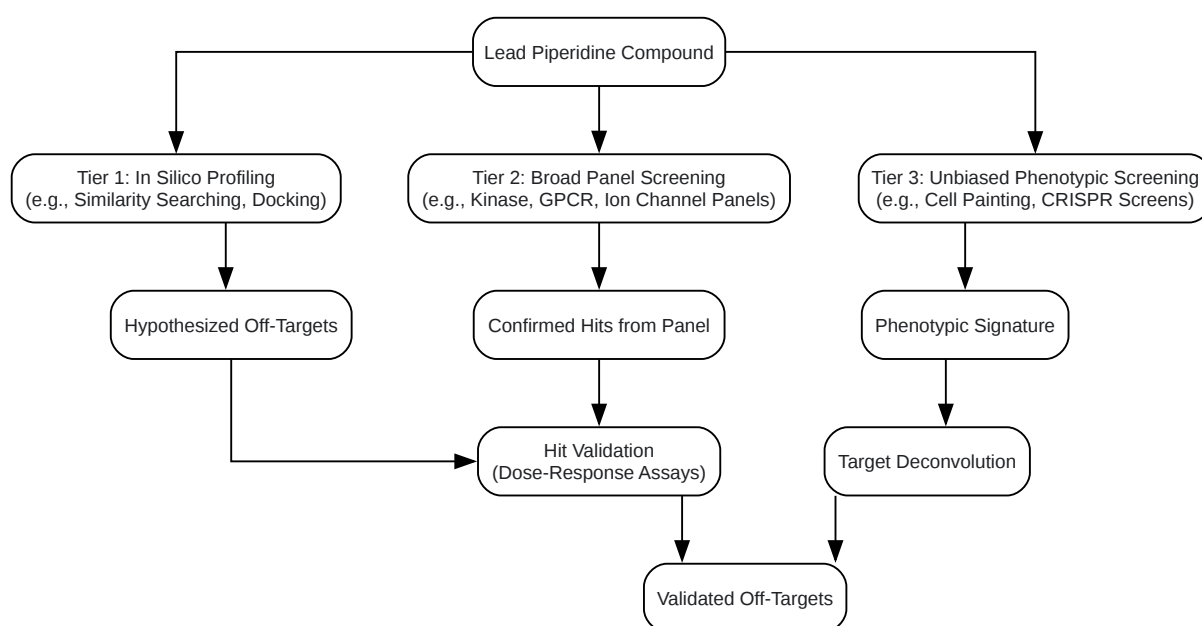 Lead Piperidine Compound
Tier 1: In Silico Profiling
(e.g., Similarity Searching, Docking)
Tier 2: Broad Panel Screening
(e.g., Kinase, GPCR, Ion Channel Panels)
Tier 3: Unbiased Phenotypic Screening
(e.g., Cell Painting, CRISPR Screens)
Hypothesized Off-Targets
Confirmed Hits from Panel
Phenotypic Signature
Hit Validation
(Dose-Response Assays)
Target Deconvolution
Validated Off-Targets